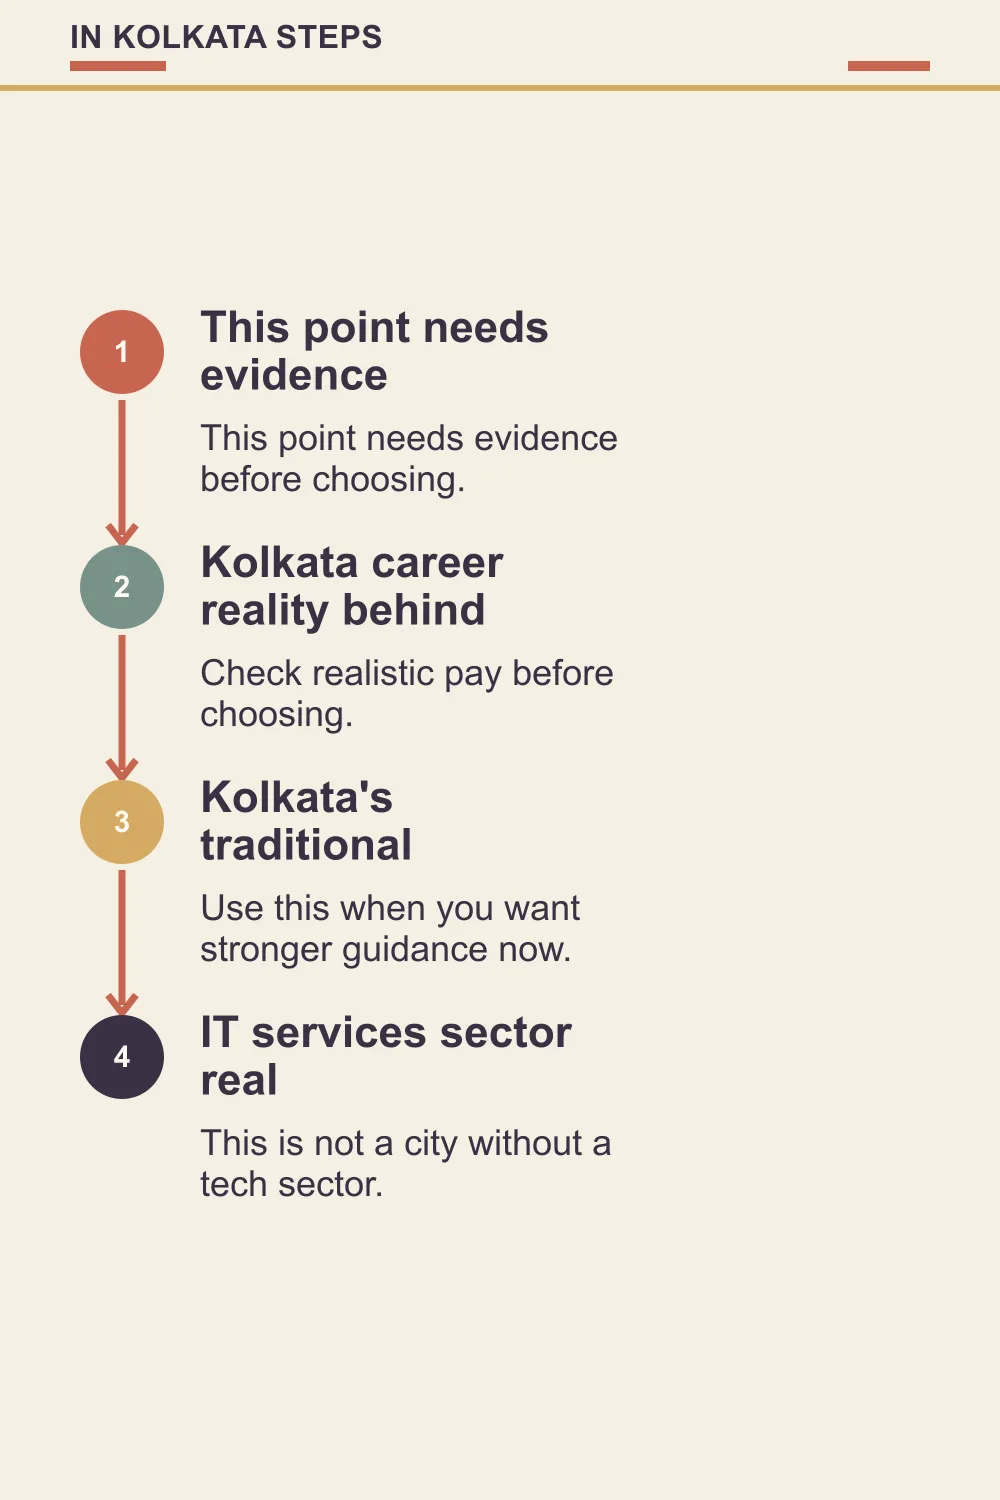 IN KOLKATA STEPS
1
This point needs
evidence
This point needs evidence
before choosing.
2
Kolkata career
reality behind
Check realistic pay before
choosing.
3
Kolkata's
traditional
Use this when you want
stronger guidance now.
4
IT services sector
real
This is not a city without a
tech sector.